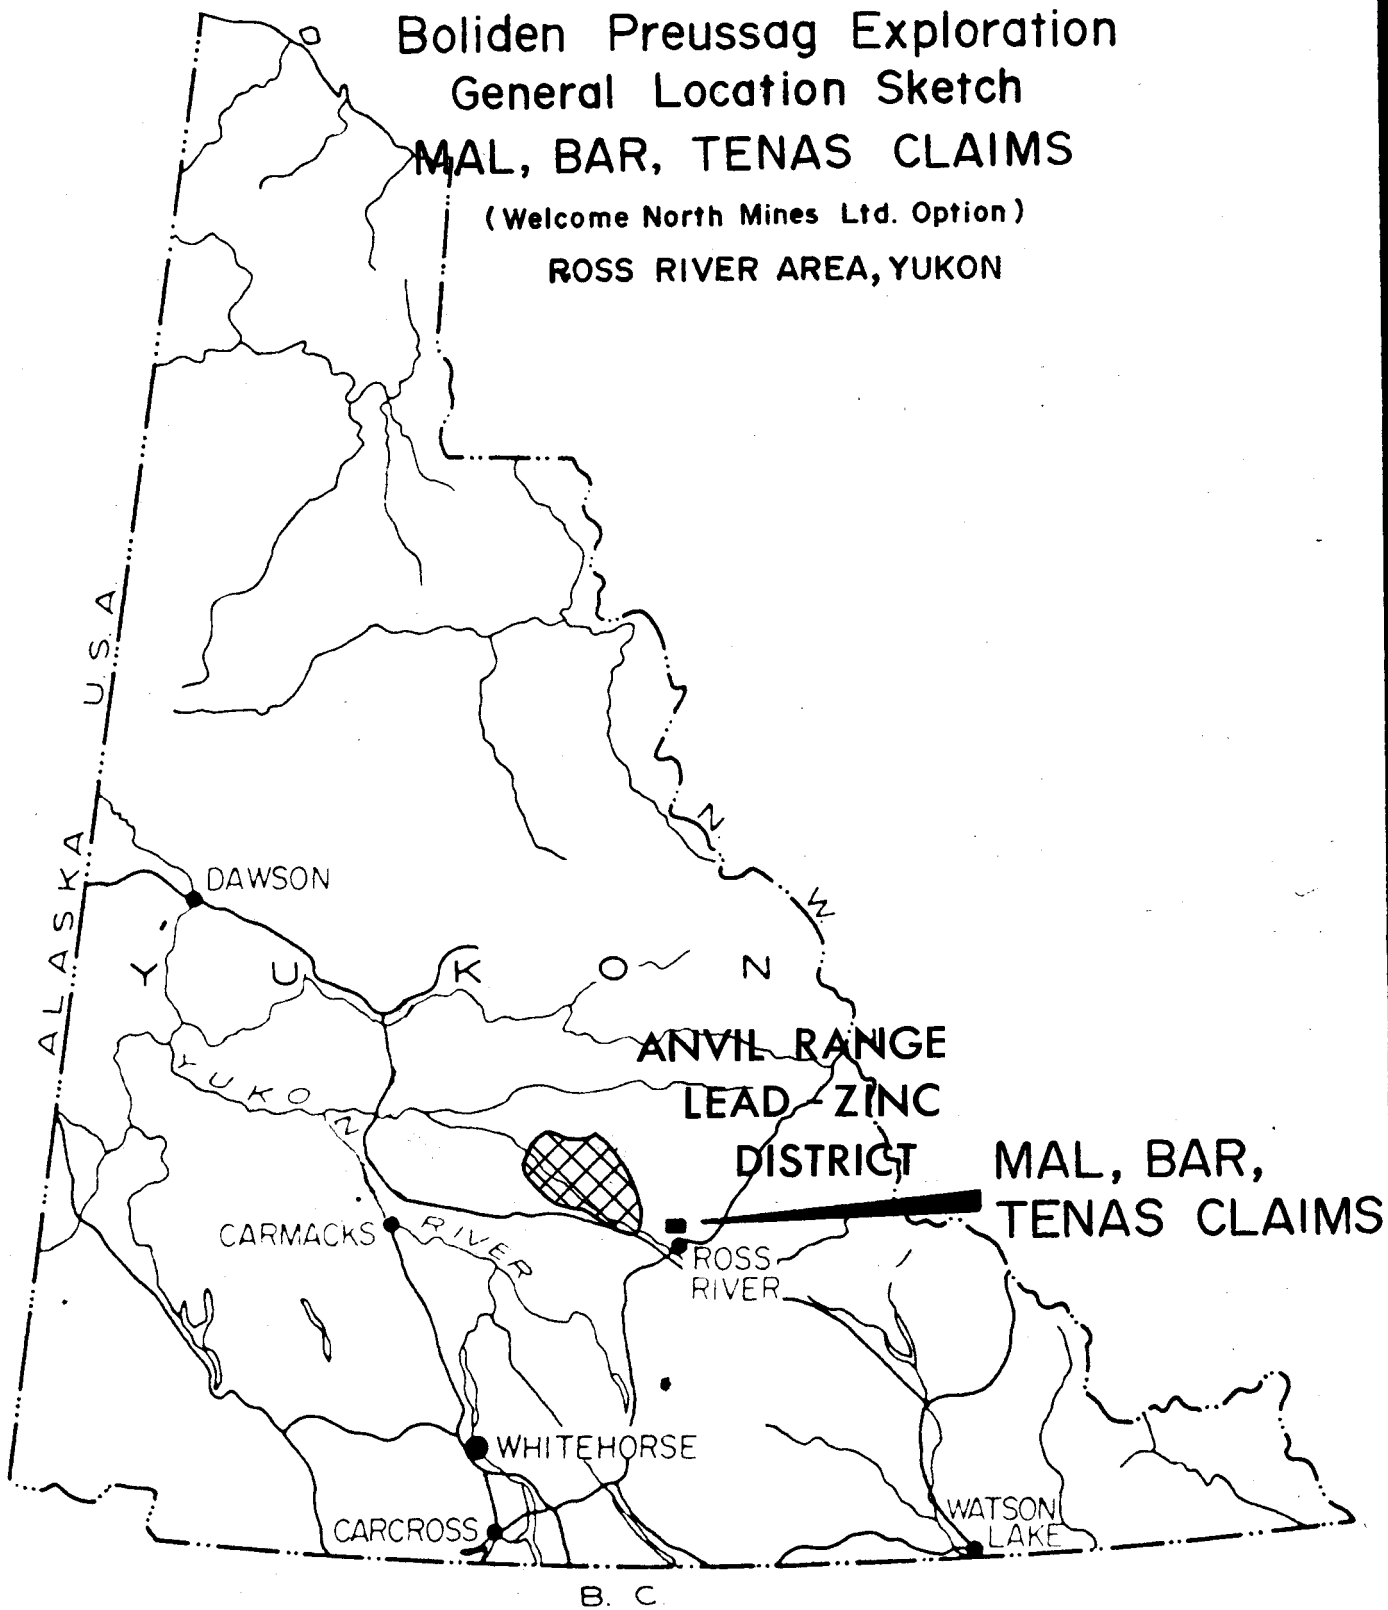 Boliden Preussag Exploration
General Location Sketch
MAL, BAR, TENAS CLAIMS
(Welcome North Mines Ltd. Option)
ROSS RIVER AREA, YUKON
ALASKA U.S.A.
N.W.
DAWSON
YUKON
ANVIL RANGE
LEAD-ZINC
DISTRICT
MAL, BAR,
TENAS CLAIMS
YUKON
RIVER
CARMACKS
ROSS
RIVER
WHITEHORSE
CARCROSS
WATSON
LAKE
B. C.